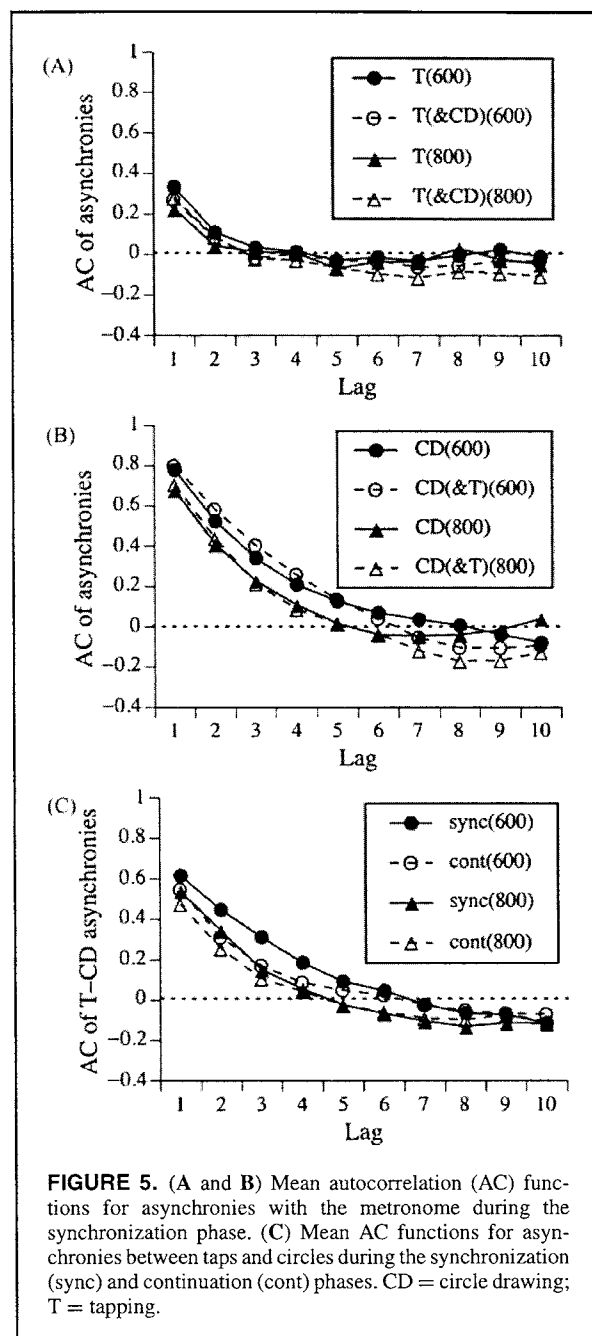 (A)
AC of asynchronies
1
0.8
0.6
0.4
0.2
0
−0.2
−0.4
T(600)
T(&CD)(600)
T(800)
T(&CD)(800)
1 2 3 4 5 6 7 8 9 10
Lag
(B)
AC of asynchronies
1
0.8
0.6
0.4
0.2
0
−0.2
−0.4
CD(600)
CD(&T)(600)
CD(800)
CD(&T)(800)
1 2 3 4 5 6 7 8 9 10
Lag
(C)
AC of T–CD asynchronies
1
0.8
0.6
0.4
0.2
0
−0.2
−0.4
sync(600)
cont(600)
sync(800)
cont(800)
1 2 3 4 5 6 7 8 9 10
Lag
FIGURE 5. (A and B) Mean autocorrelation (AC) func-
tions for asynchronies with the metronome during the
synchronization phase. (C) Mean AC functions for asyn-
chronies between taps and circles during the synchronization
(sync) and continuation (cont) phases. CD = circle drawing;
T = tapping.